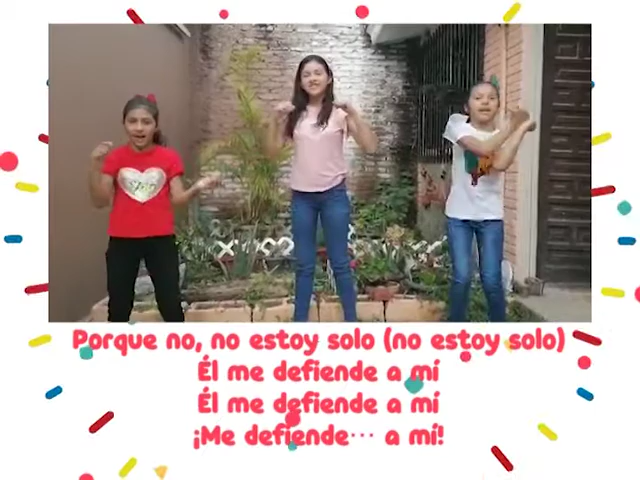 Porque no, no estoy solo (no estoy solo)
Él me defiende a mí
Él me defiende a mí
¡Me defiende… a mí!